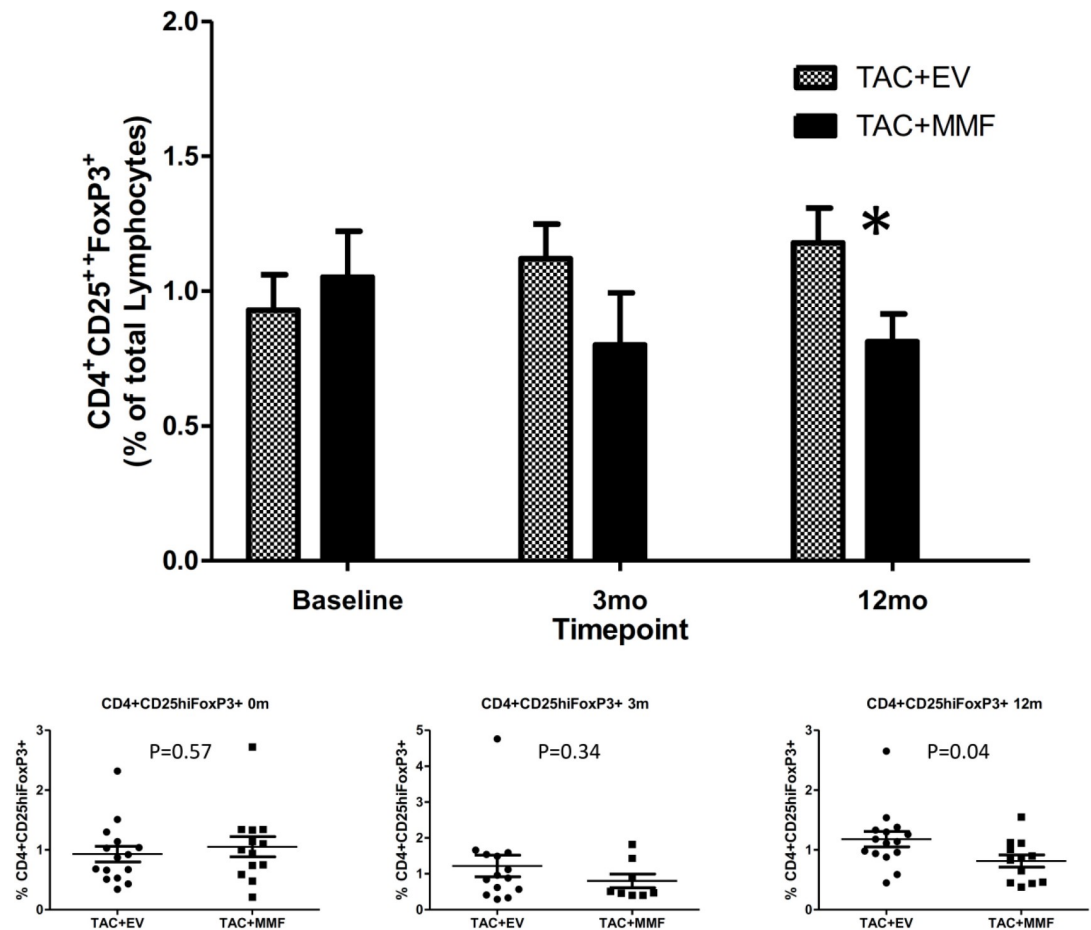 2.0
TAC+EV
TAC+MMF
1.5
*
1.0
0.5
0.0
CD4⁺CD25⁺⁺FoxP3⁺
(% of total Lymphocytes)
Baseline
3mo
12mo
Timepoint
CD4+CD25hiFoxP3+ 0m
3
P=0.57
2
1
0
% CD4+CD25hiFoxP3+
TAC+EV
TAC+MMF
CD4+CD25hiFoxP3+ 3m
5
P=0.34
4
3
2
1
0
% CD4+CD25hiFoxP3+
TAC+EV
TAC+MMF
CD4+CD25hiFoxP3+ 12m
3
P=0.04
2
1
0
% CD4+CD25hiFoxP3+
TAC+EV
TAC+MMF